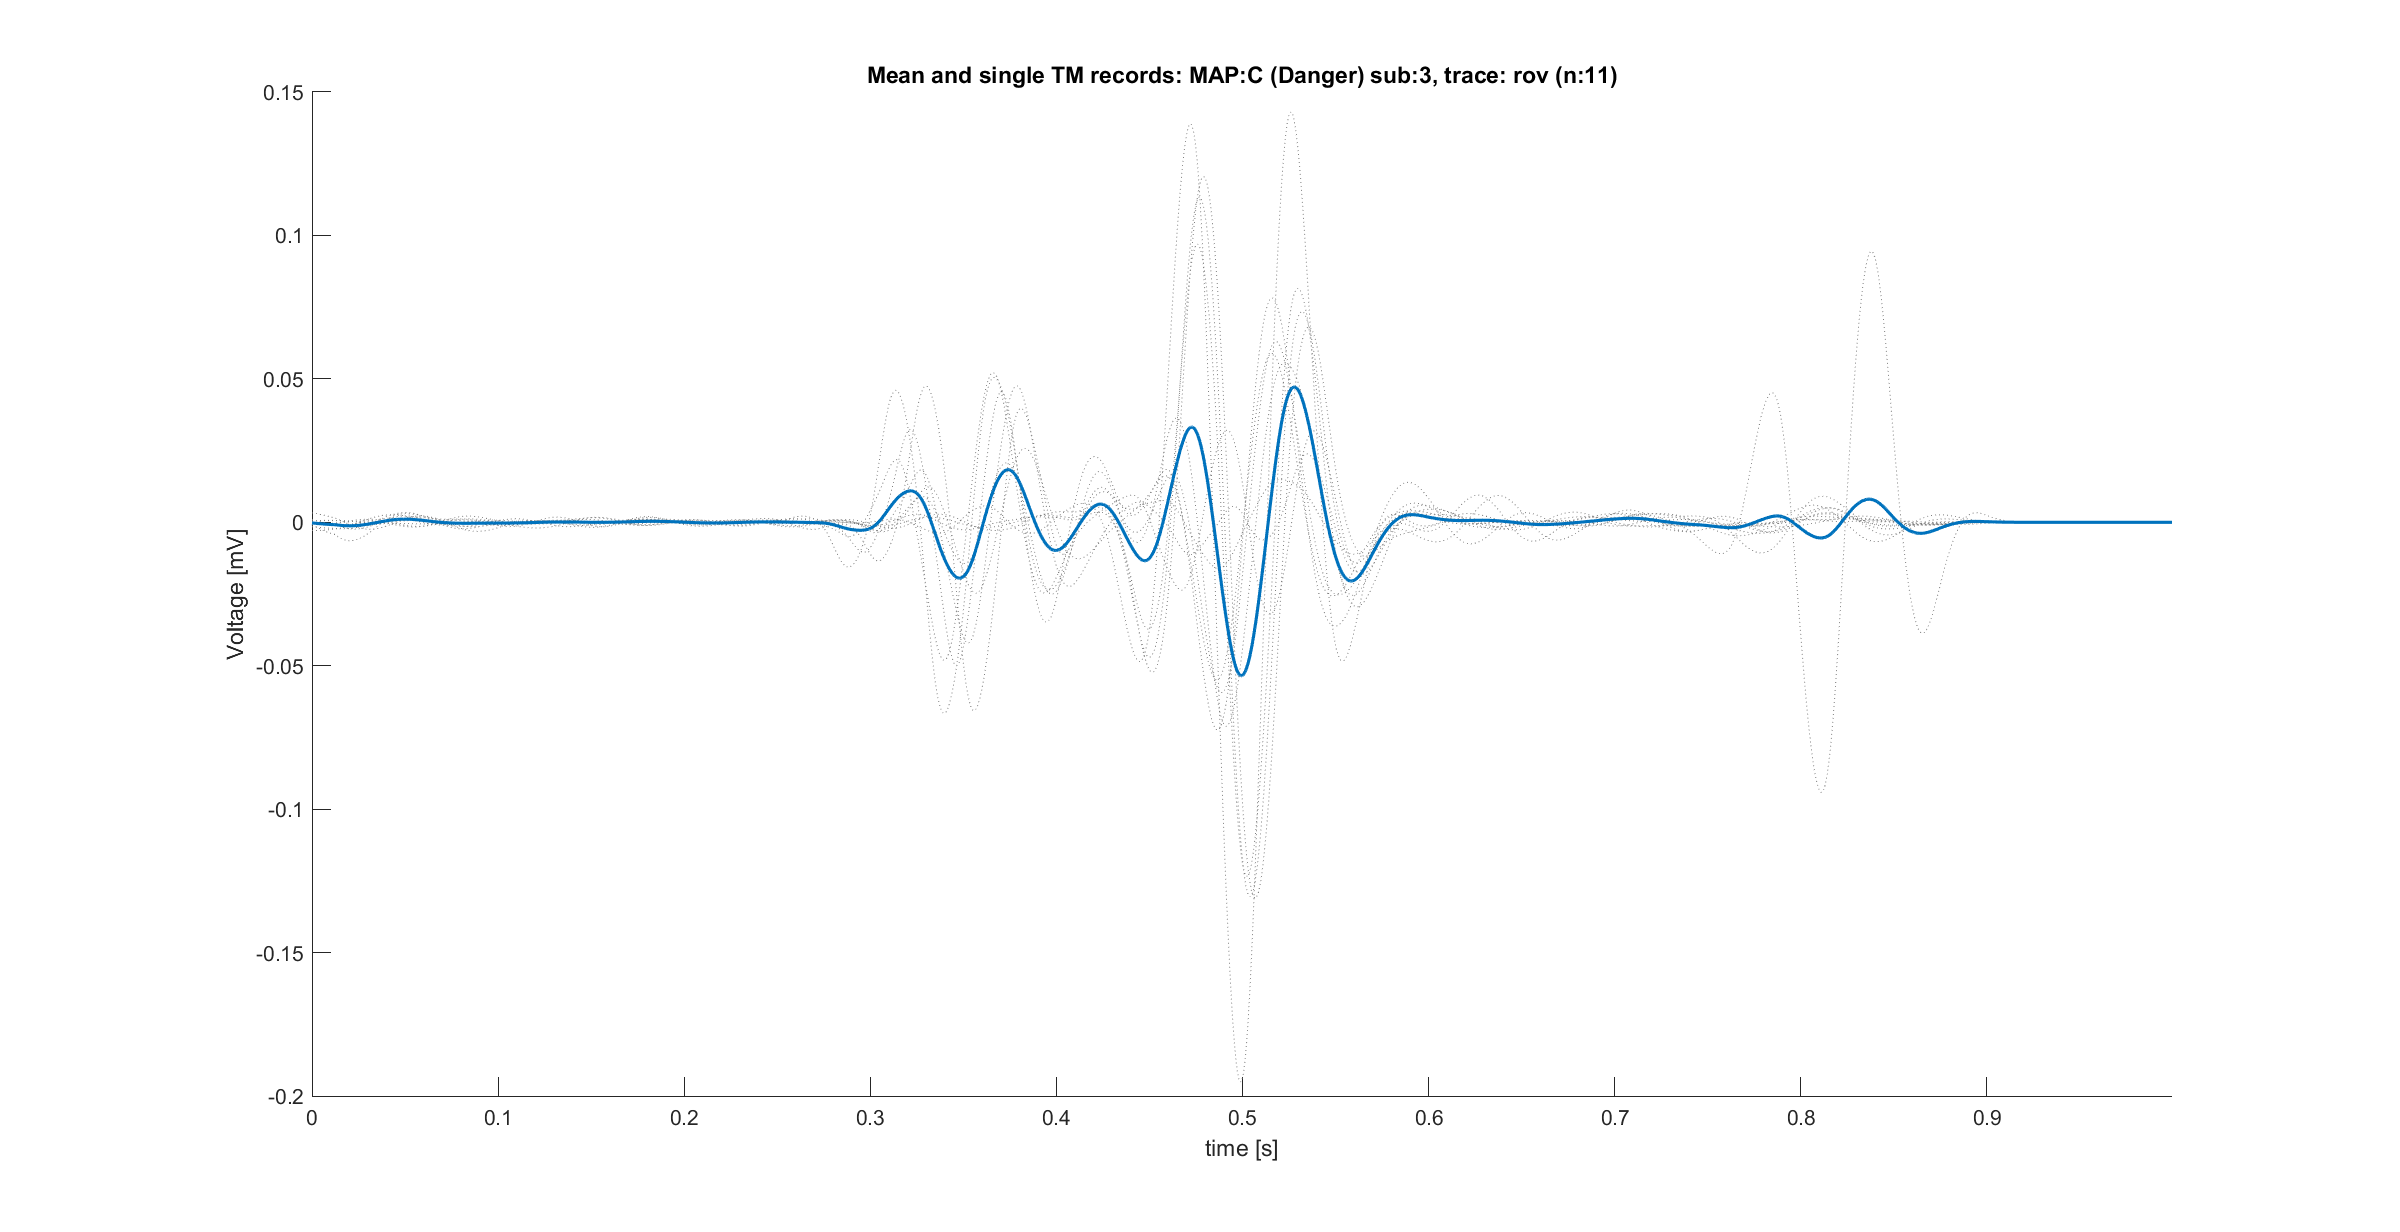 Mean and single TM records: MAP:C (Danger) sub:3, trace: rov (n:11)
0.15
0.1
0.05
0
-0.05
-0.1
-0.15
-0.2
Voltage [mV]
0 0.1 0.2 0.3 0.4 0.5 0.6 0.7 0.8 0.9
time [s]